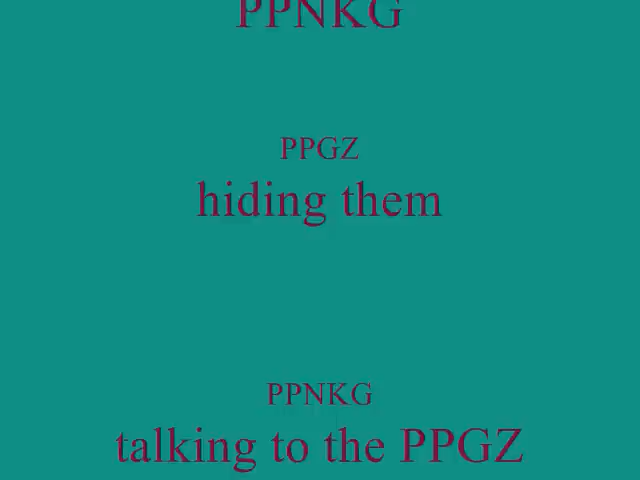 PPNKG
PPGZ
hiding them
PPNKG
talking to the PPGZ